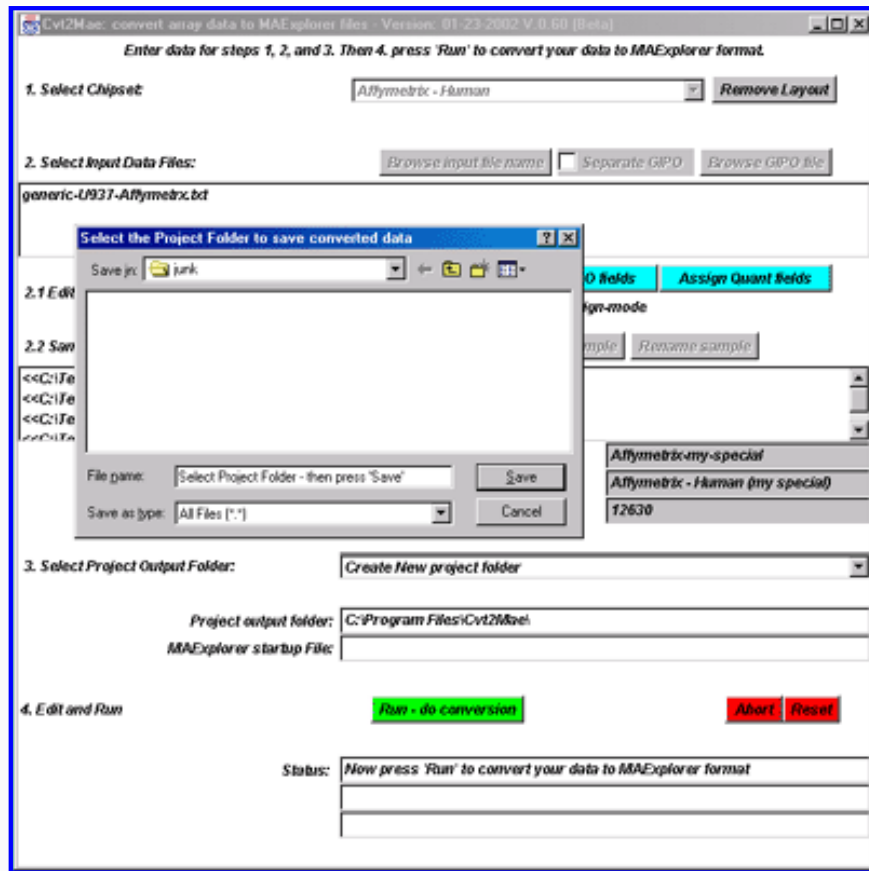 Cvt2Mae: convert array data to MAExplorer files - Version: 01-23-2002 V.0.60 (Beta)
Enter data for steps 1, 2, and 3. Then 4. press 'Run' to convert your data to MAExplorer format.
1. Select Chipset: Affymetrix - Human Remove Layout
2. Select Input Data Files: Browse input file name Separate GIPO Browse GIPO file
generic-U937-Affymetrx.txt
Select the Project Folder to save converted data
Save in: junk
2.1 Edit O fields Assign Quant fields
ign-mode
2.2 Sam mple Rename sample
<<C:\Te
<<C:\Te
<<C:\Te
<<C:\Te
File name: Select Project Folder - then press 'Save' Save
Save as type: All Files (*.*) Cancel
Affymetrix-my-special
Affymetrix - Human (my special)
12630
3. Select Project Output Folder: Create New project folder
Project output folder: C:\Program Files\Cvt2Mae\
MAExplorer startup File:
4. Edit and Run Run - do conversion Abort Reset
Status: Now press 'Run' to convert your data to MAExplorer format